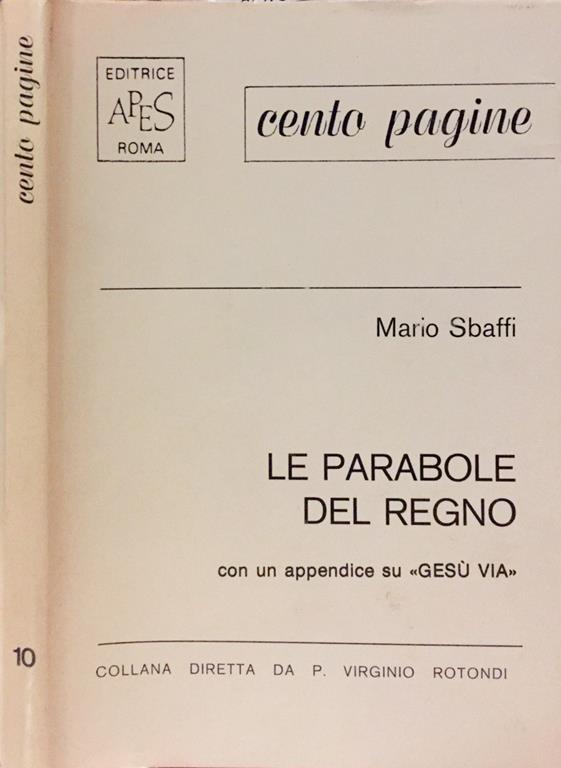 cento pagine
10
EDITRICE
APES
ROMA
cento pagine
Mario Sbaffi
LE PARABOLE
DEL REGNO
con un appendice su «GESÙ VIA»
COLLANA DIRETTA DA P. VIRGINIO ROTONDI